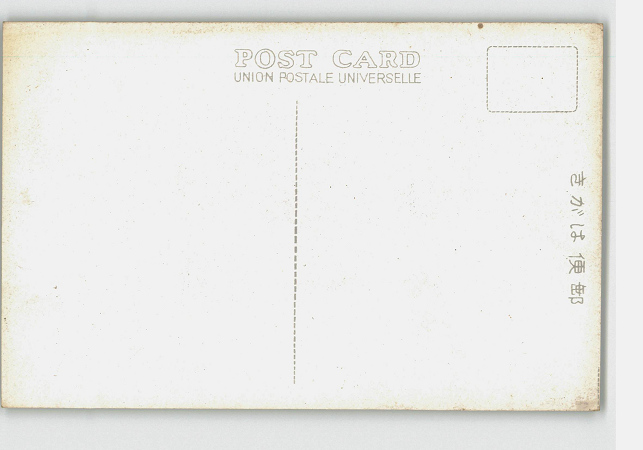 POST CARD
UNION POSTALE UNIVERSELLE
きがは便郵